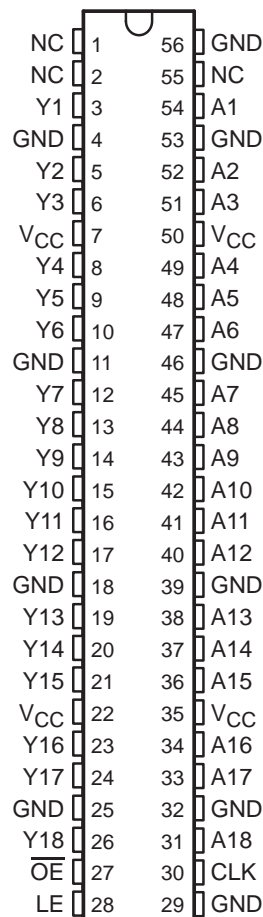 NC 1 56 GND
NC 2 55 NC
Y1 3 54 A1
GND 4 53 GND
Y2 5 52 A2
Y3 6 51 A3
VCC 7 50 VCC
Y4 8 49 A4
Y5 9 48 A5
Y6 10 47 A6
GND 11 46 GND
Y7 12 45 A7
Y8 13 44 A8
Y9 14 43 A9
Y10 15 42 A10
Y11 16 41 A11
Y12 17 40 A12
GND 18 39 GND
Y13 19 38 A13
Y14 20 37 A14
Y15 21 36 A15
VCC 22 35 VCC
Y16 23 34 A16
Y17 24 33 A17
GND 25 32 GND
Y18 26 31 A18
O̅E̅ 27 30 CLK
LE 28 29 GND